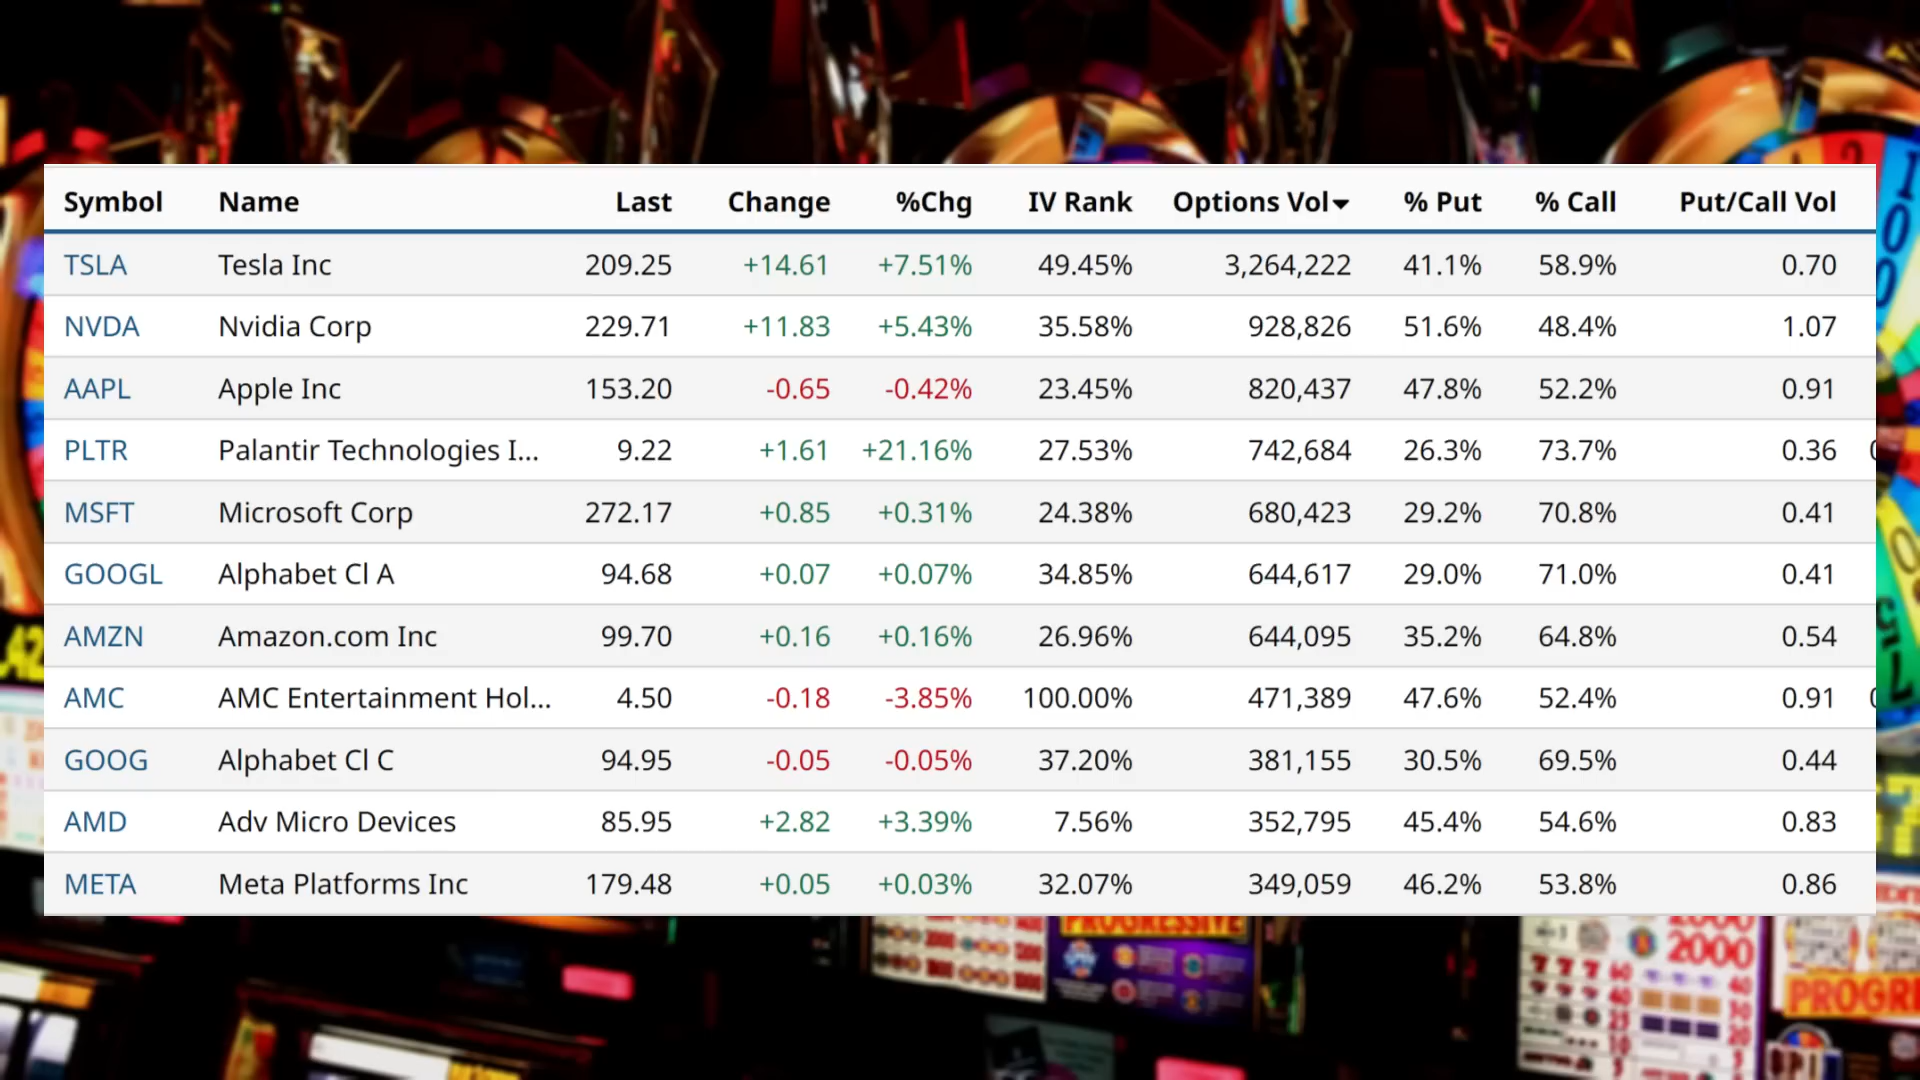 Symbol Name Last Change %Chg IV Rank Options Vol % Put % Call Put/Call Vol
TSLA Tesla Inc 209.25 +14.61 +7.51% 49.45% 3,264,222 41.1% 58.9% 0.70
NVDA Nvidia Corp 229.71 +11.83 +5.43% 35.58% 928,826 51.6% 48.4% 1.07
AAPL Apple Inc 153.20 -0.65 -0.42% 23.45% 820,437 47.8% 52.2% 0.91
PLTR Palantir Technologies I... 9.22 +1.61 +21.16% 27.53% 742,684 26.3% 73.7% 0.36
MSFT Microsoft Corp 272.17 +0.85 +0.31% 24.38% 680,423 29.2% 70.8% 0.41
GOOGL Alphabet Cl A 94.68 +0.07 +0.07% 34.85% 644,617 29.0% 71.0% 0.41
AMZN Amazon.com Inc 99.70 +0.16 +0.16% 26.96% 644,095 35.2% 64.8% 0.54
AMC AMC Entertainment Hol... 4.50 -0.18 -3.85% 100.00% 471,389 47.6% 52.4% 0.91
GOOG Alphabet Cl C 94.95 -0.05 -0.05% 37.20% 381,155 30.5% 69.5% 0.44
AMD Adv Micro Devices 85.95 +2.82 +3.39% 7.56% 352,795 45.4% 54.6% 0.83
META Meta Platforms Inc 179.48 +0.05 +0.03% 32.07% 349,059 46.2% 53.8% 0.86
PROGRESSIVE
2000